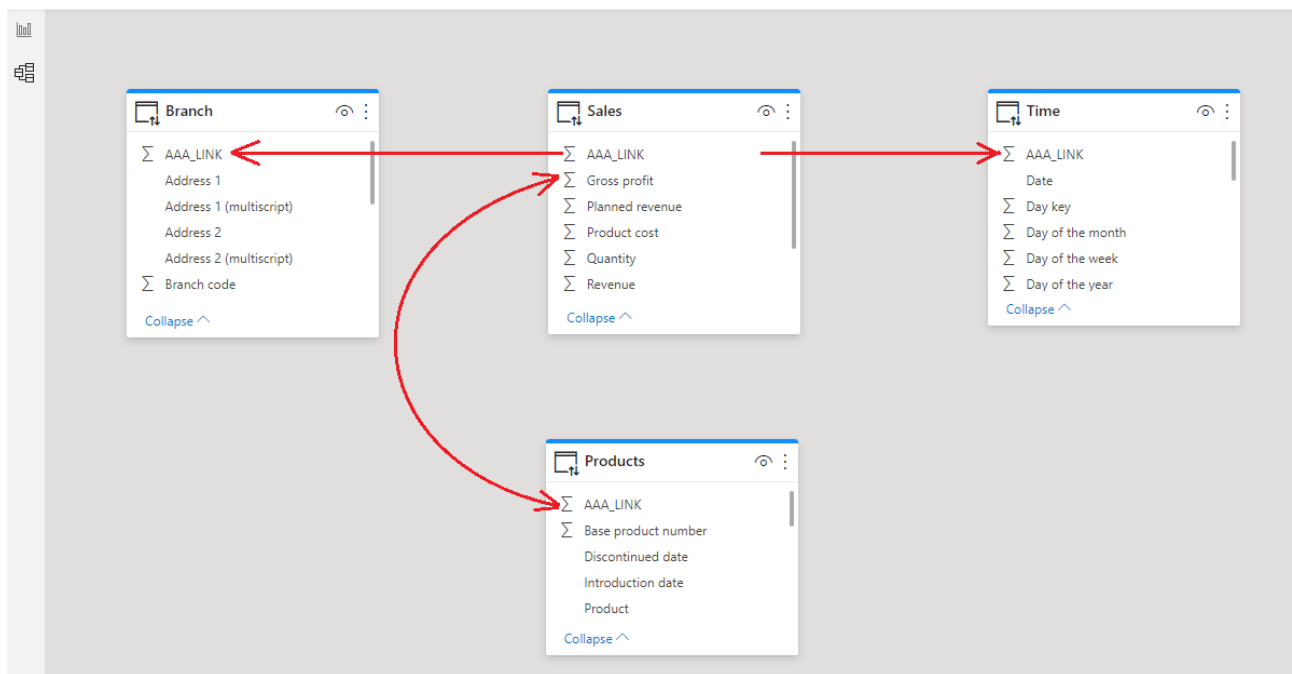 Branch
AAA_LINK
Address 1
Address 1 (multiscript)
Address 2
Address 2 (multiscript)
Branch code
Collapse
Sales
AAA_LINK
Gross profit
Planned revenue
Product cost
Quantity
Revenue
Collapse
Time
AAA_LINK
Date
Day key
Day of the month
Day of the week
Day of the year
Collapse
Products
AAA_LINK
Base product number
Discontinued date
Introduction date
Product
Collapse